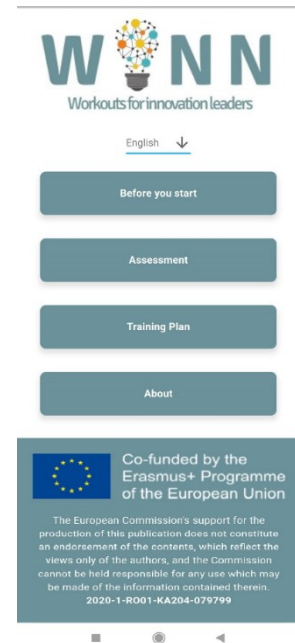 WINN
Workouts for innovation leaders
English
Before you start
Assessment
Training Plan
About
Co-funded by the
Erasmus+ Programme
of the European Union
The European Commission's support for the
production of this publication does not constitute
an endorsement of the contents, which reflect the
views only of the authors, and the Commission
cannot be held responsible for any use which may
be made of the information contained therein.
2020-1-RO01-KA204-079799